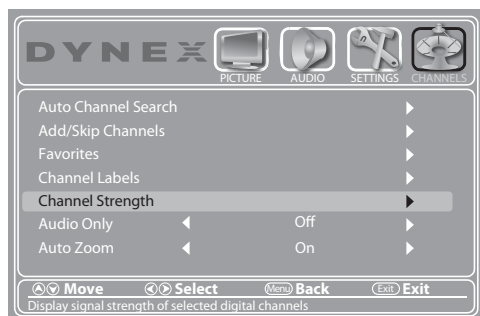 DYNEX
PICTURE AUDIO SETTINGS CHANNELS
Auto Channel Search
Add/Skip Channels
Favorites
Channel Labels
Channel Strength
Audio Only Off
Auto Zoom On
Move Select Menu Back Exit Exit
Display signal strength of selected digital channels